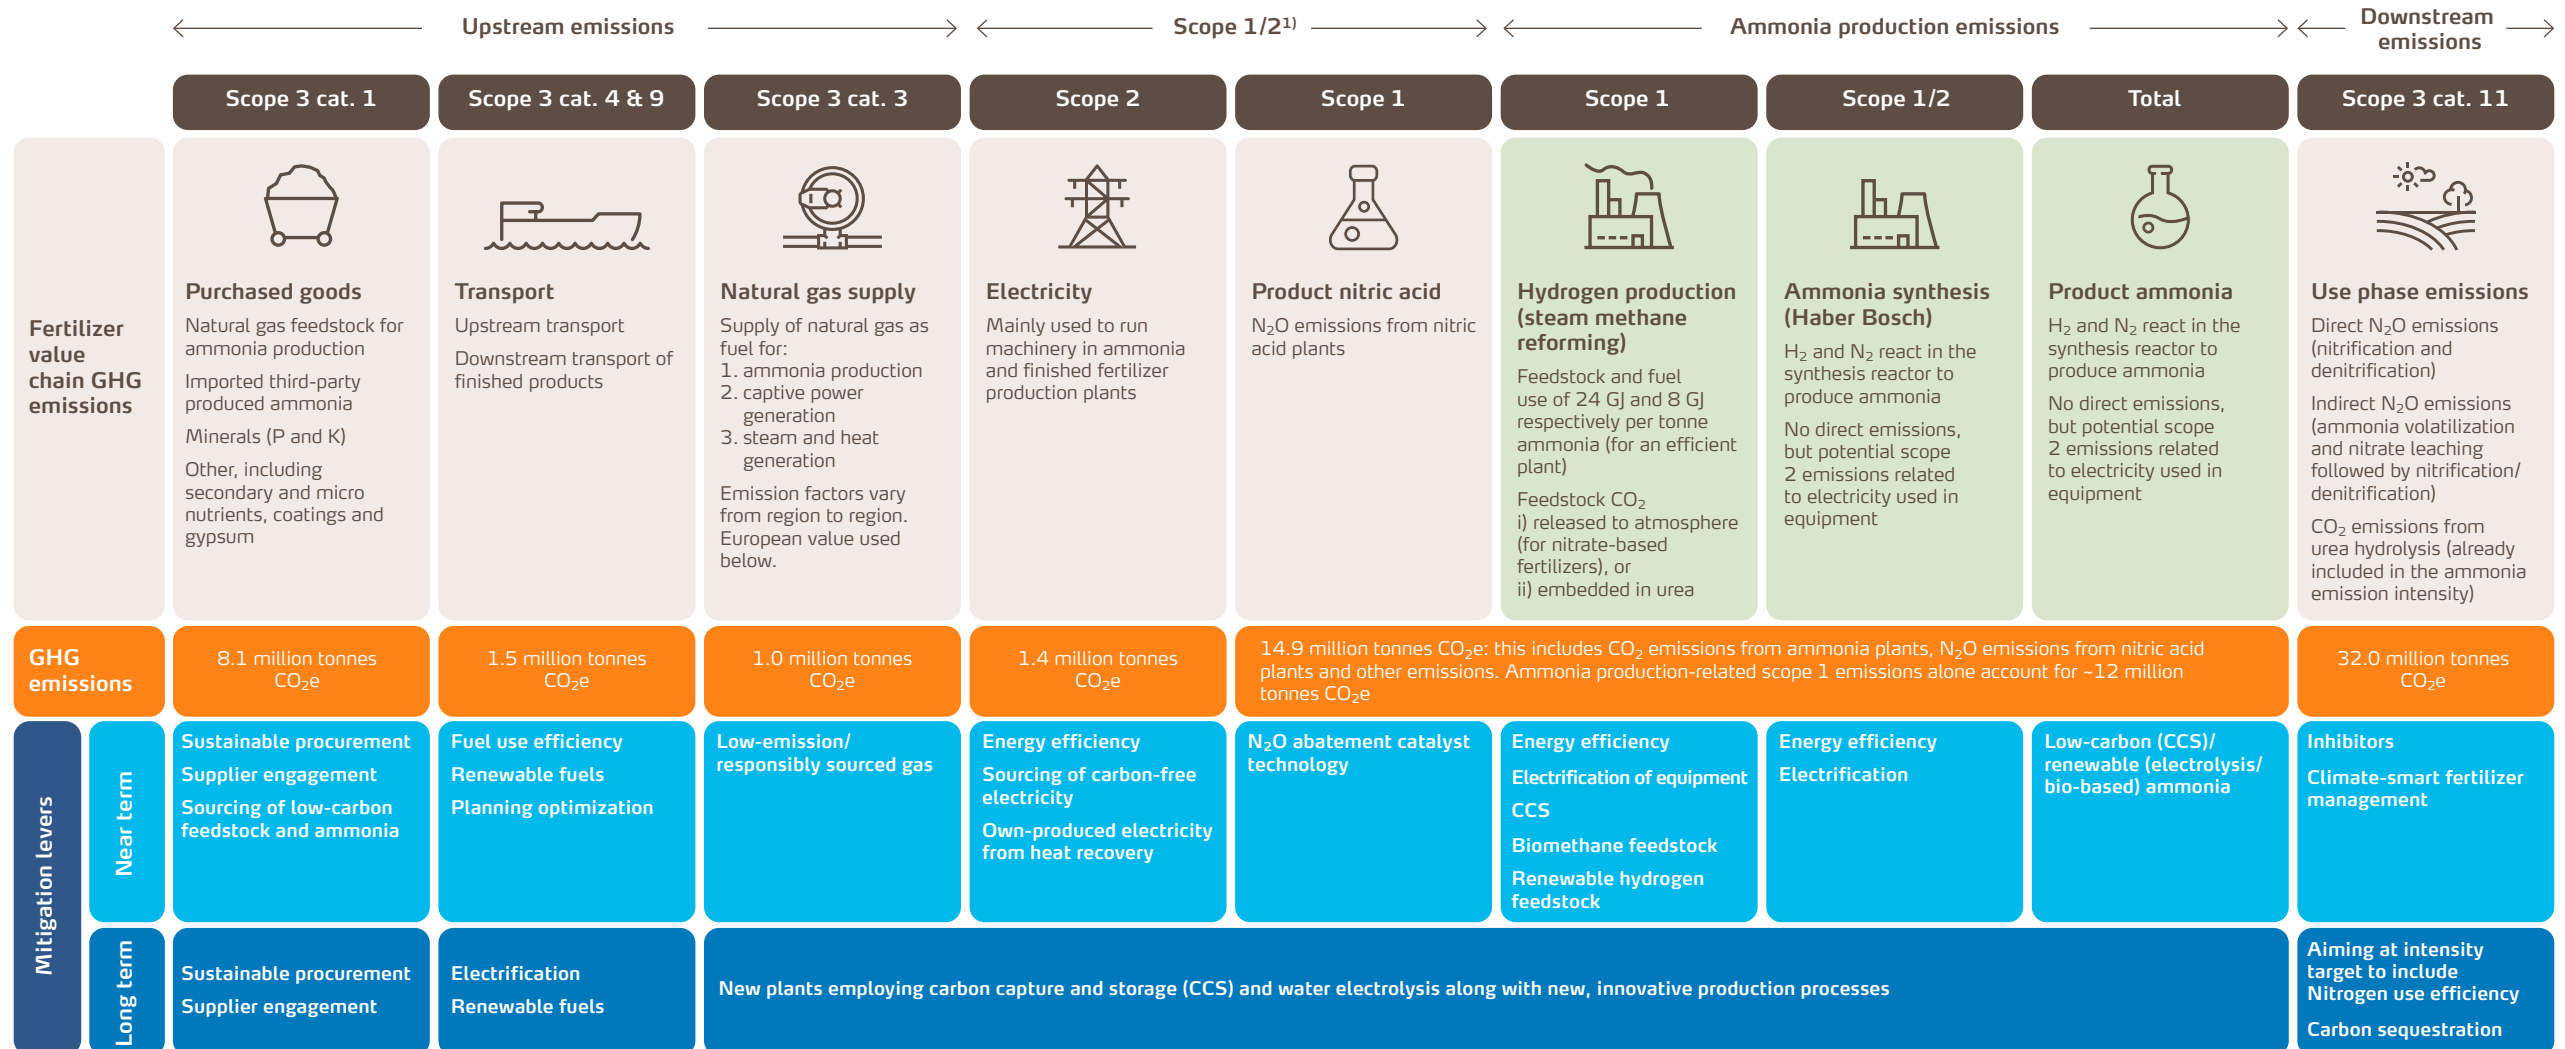 Upstream emissions
Scope 1/2¹⁾
Ammonia production emissions
Downstream
emissions
Scope 3 cat. 1
Scope 3 cat. 4 & 9
Scope 3 cat. 3
Scope 2
Scope 1
Scope 1
Scope 1/2
Total
Scope 3 cat. 11
Fertilizer
value
chain GHG
emissions
Purchased goods
Natural gas feedstock for
ammonia production
Imported third-party
produced ammonia
Minerals (P and K)
Other, including
secondary and micro
nutrients, coatings and
gypsum
Transport
Upstream transport
Downstream transport of
finished products
Natural gas supply
Supply of natural gas as
fuel for:
1. ammonia production
2. captive power
generation
3. steam and heat
generation
Emission factors vary
from region to region.
European value used
below.
Electricity
Mainly used to run
machinery in ammonia
and finished fertilizer
production plants
Product nitric acid
N₂O emissions from nitric
acid plants
Hydrogen production
(steam methane
reforming)
Feedstock and fuel
use of 24 GJ and 8 GJ
respectively per tonne
ammonia (for an efficient
plant)
Feedstock CO₂
i) released to atmosphere
(for nitrate-based
fertilizers), or
ii) embedded in urea
Ammonia synthesis
(Haber Bosch)
H₂ and N₂ react in the
synthesis reactor to
produce ammonia
No direct emissions,
but potential scope
2 emissions related
to electricity used in
equipment
Product ammonia
H₂ and N₂ react in the
synthesis reactor to
produce ammonia
No direct emissions,
but potential scope
2 emissions related
to electricity used in
equipment
Use phase emissions
Direct N₂O emissions
(nitrification and
denitrification)
Indirect N₂O emissions
(ammonia volatilization
and nitrate leaching
followed by nitrification/
denitrification)
CO₂ emissions from
urea hydrolysis (already
included in the ammonia
emission intensity)
GHG
emissions
8.1 million tonnes
CO₂e
1.5 million tonnes
CO₂e
1.0 million tonnes
CO₂e
1.4 million tonnes
CO₂e
14.9 million tonnes CO₂e: this includes CO₂ emissions from ammonia plants, N₂O emissions from nitric acid
plants and other emissions. Ammonia production-related scope 1 emissions alone account for ~12 million
tonnes CO₂e
32.0 million tonnes
CO₂e
Mitigation levers
Near term
Sustainable procurement
Supplier engagement
Sourcing of low-carbon
feedstock and ammonia
Fuel use efficiency
Renewable fuels
Planning optimization
Low-emission/
responsibly sourced gas
Energy efficiency
Sourcing of carbon-free
electricity
Own-produced electricity
from heat recovery
N₂O abatement catalyst
technology
Energy efficiency
Electrification of equipment
CCS
Biomethane feedstock
Renewable hydrogen
feedstock
Energy efficiency
Electrification
Low-carbon (CCS)/
renewable (electrolysis/
bio-based) ammonia
Inhibitors
Climate-smart fertilizer
management
Long term
Sustainable procurement
Supplier engagement
Electrification
Renewable fuels
New plants employing carbon capture and storage (CCS) and water electrolysis along with new, innovative production processes
Aiming at intensity
target to include
Nitrogen use efficiency
Carbon sequestration